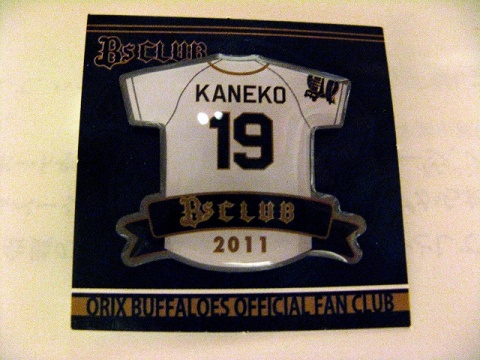 BsCLUB
KANEKO
19
BsCLUB
2011
ORIX BUFFALOES OFFICIAL FAN CLUB